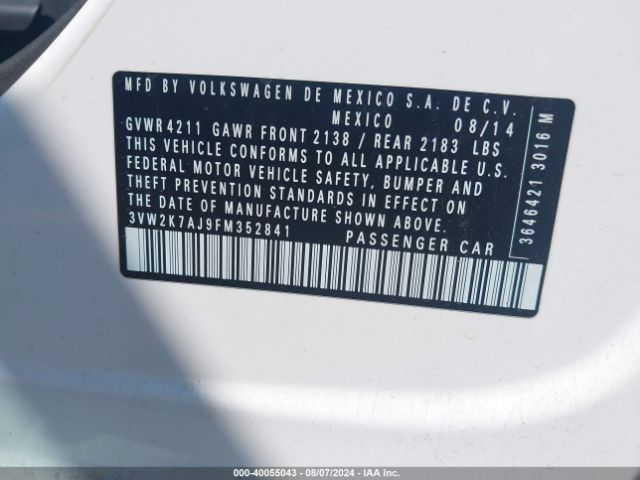 MFD BY VOLKSWAGEN DE MEXICO S.A. DE C.V.
MEXICO 08/14
GVWR 4211 GAWR FRONT 2138 / REAR 2183 LBS
THIS VEHICLE CONFORMS TO ALL APPLICABLE U.S.
FEDERAL MOTOR VEHICLE SAFETY, BUMPER AND
THEFT PREVENTION STANDARDS IN EFFECT ON
THE DATE OF MANUFACTURE SHOWN ABOVE.
3VW2K7AJ9FM352841 PASSENGER CAR
3646421 3016 M
000-40055043 - 08/07/2024 - IAA, Inc.